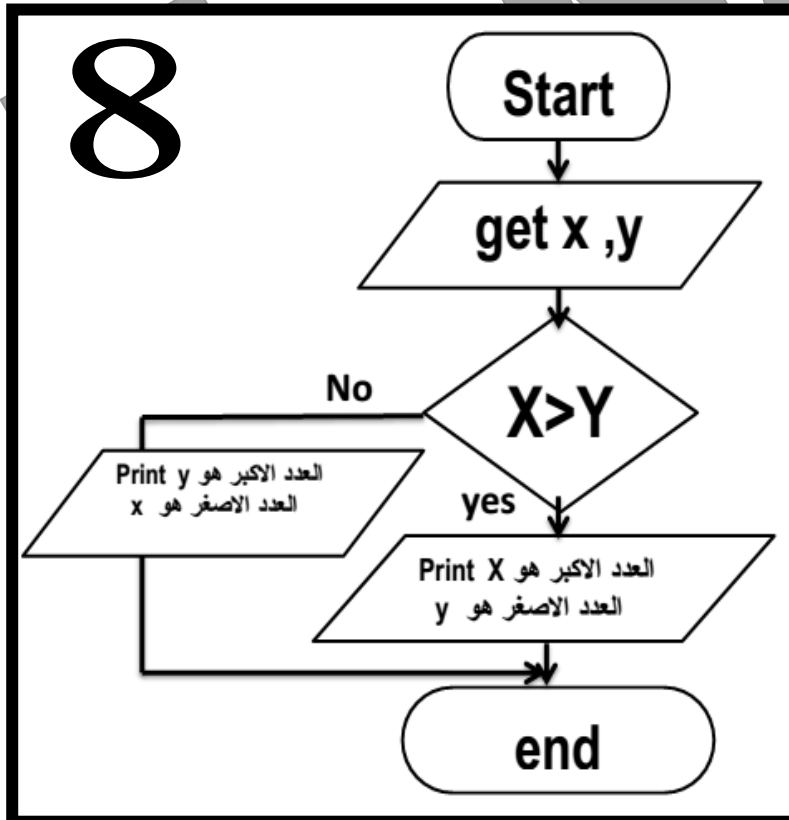 8
Start
get x ,y
X>Y
No
Print y العدد الاكبر هو
العدد الاصغر هو x
yes
Print X العدد الاكبر هو
العدد الاصغر هو y
end